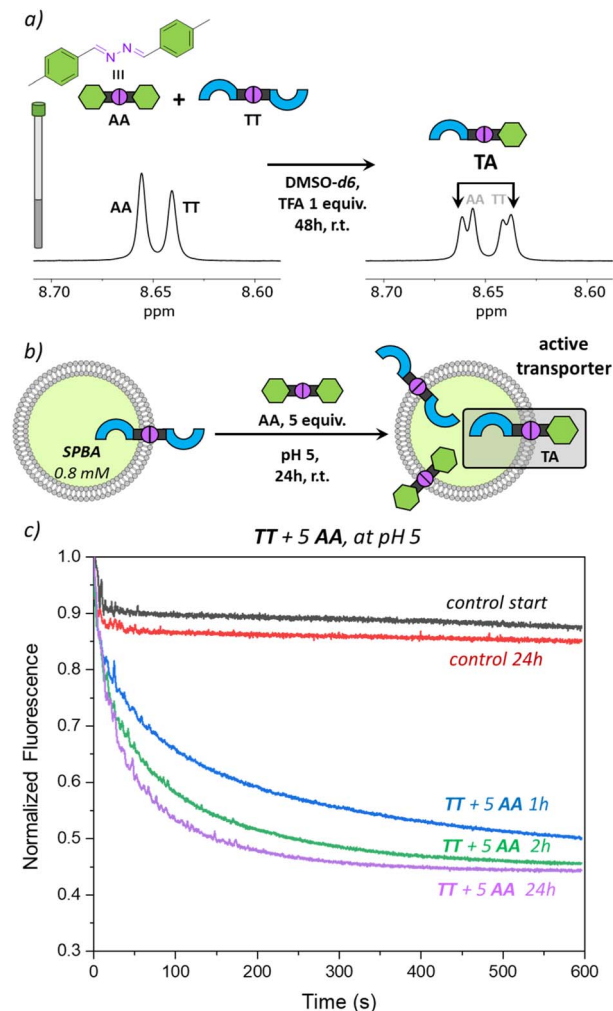 a)
N–N
AA
+
TT
TA
AA
TT
DMSO-d6,
TFA 1 equiv.
48h, r.t.
AA
TT
8.70
8.65
8.60
ppm
8.70
8.65
8.60
ppm
b)
active
transporter
AA, 5 equiv.
SPBA
0.8 mM
pH 5,
24h, r.t.
TA
c)
TT + 5 AA, at pH 5
Normalized Fluorescence
1.0
0.9
0.8
0.7
0.6
0.5
0.4
0.3
control start
control 24h
TT + 5 AA 1h
TT + 5 AA 2h
TT + 5 AA 24h
0
100
200
300
400
500
600
Time (s)